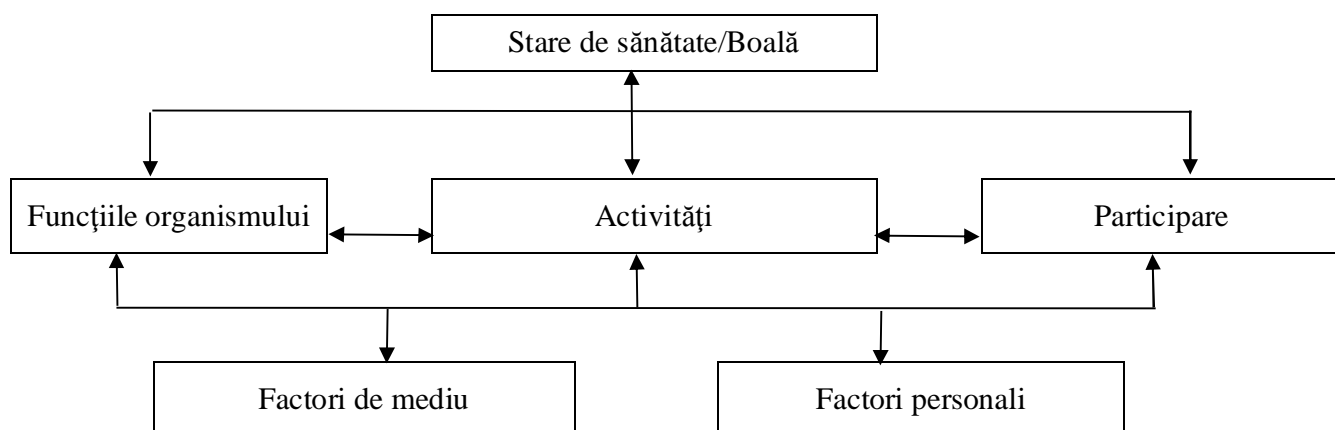 Stare de sănătate/Boală
Funcţiile organismului
Activităţi
Participare
Factori de mediu
Factori personali